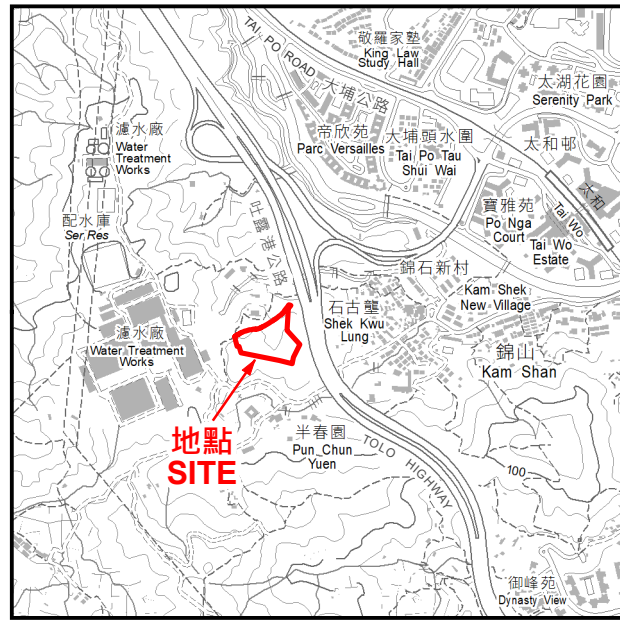 敬羅家塾
King Law
Study Hall
TAI PO ROAD 大埔公路
太湖花園
Serenity Park
濾水廠
Water
Treatment
Works
帝欣苑
Parc Versailles
大埔頭水圍
Tai Po Tau
Shui Wai
太和邨
太和
Tai Wo
寶雅苑
Po Nga
Court
Tai Wo
Estate
配水庫
Ser Res
吐露港公路
錦石新村
Kam Shek
New Village
石古壟
Shek Kwu
Lung
濾水廠
Water Treatment
Works
錦山
Kam Shan
地點
SITE
半春園
Pun Chun
Yuen
TOLO HIGHWAY
100
御峰苑
Dynasty View